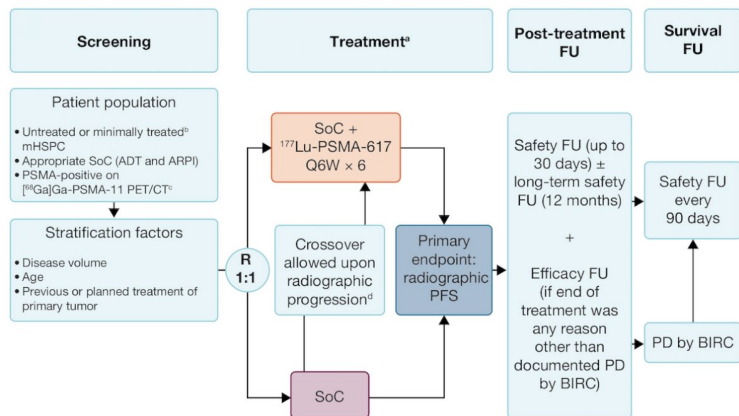 Screening
Treatmentᵃ
Post-treatment
FU
Survival
FU
Patient population
• Untreated or minimally treatedᵇ
mHSPC
• Appropriate SoC (ADT and ARPI)
• PSMA-positive on
[⁶⁸Ga]Ga-PSMA-11 PET/CTᶜ
Stratification factors
• Disease volume
• Age
• Previous or planned treatment of
primary tumor
R
1:1
SoC +
¹⁷⁷Lu-PSMA-617
Q6W × 6
Crossover
allowed upon
radiographic
progressionᵈ
SoC
Primary
endpoint:
radiographic
PFS
Safety FU (up to
30 days) ±
long-term safety
FU (12 months)
+
Efficacy FU
(if end of
treatment was
any reason
other than
documented PD
by BIRC)
Safety FU
every
90 days
PD by BIRC